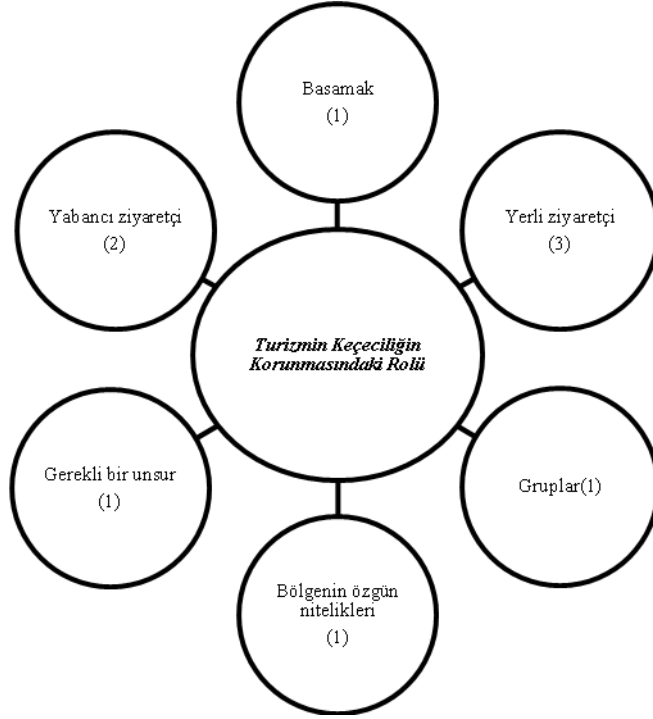 Basamak
(1)
Yabancı ziyaretçi
(2)
Yerli ziyaretçi
(3)
Turizmin Keçeciliğin
Korunmasındaki Rolü
Gerekli bir unsur
(1)
Gruplar(1)
Bölgenin özgün
nitelikleri
(1)